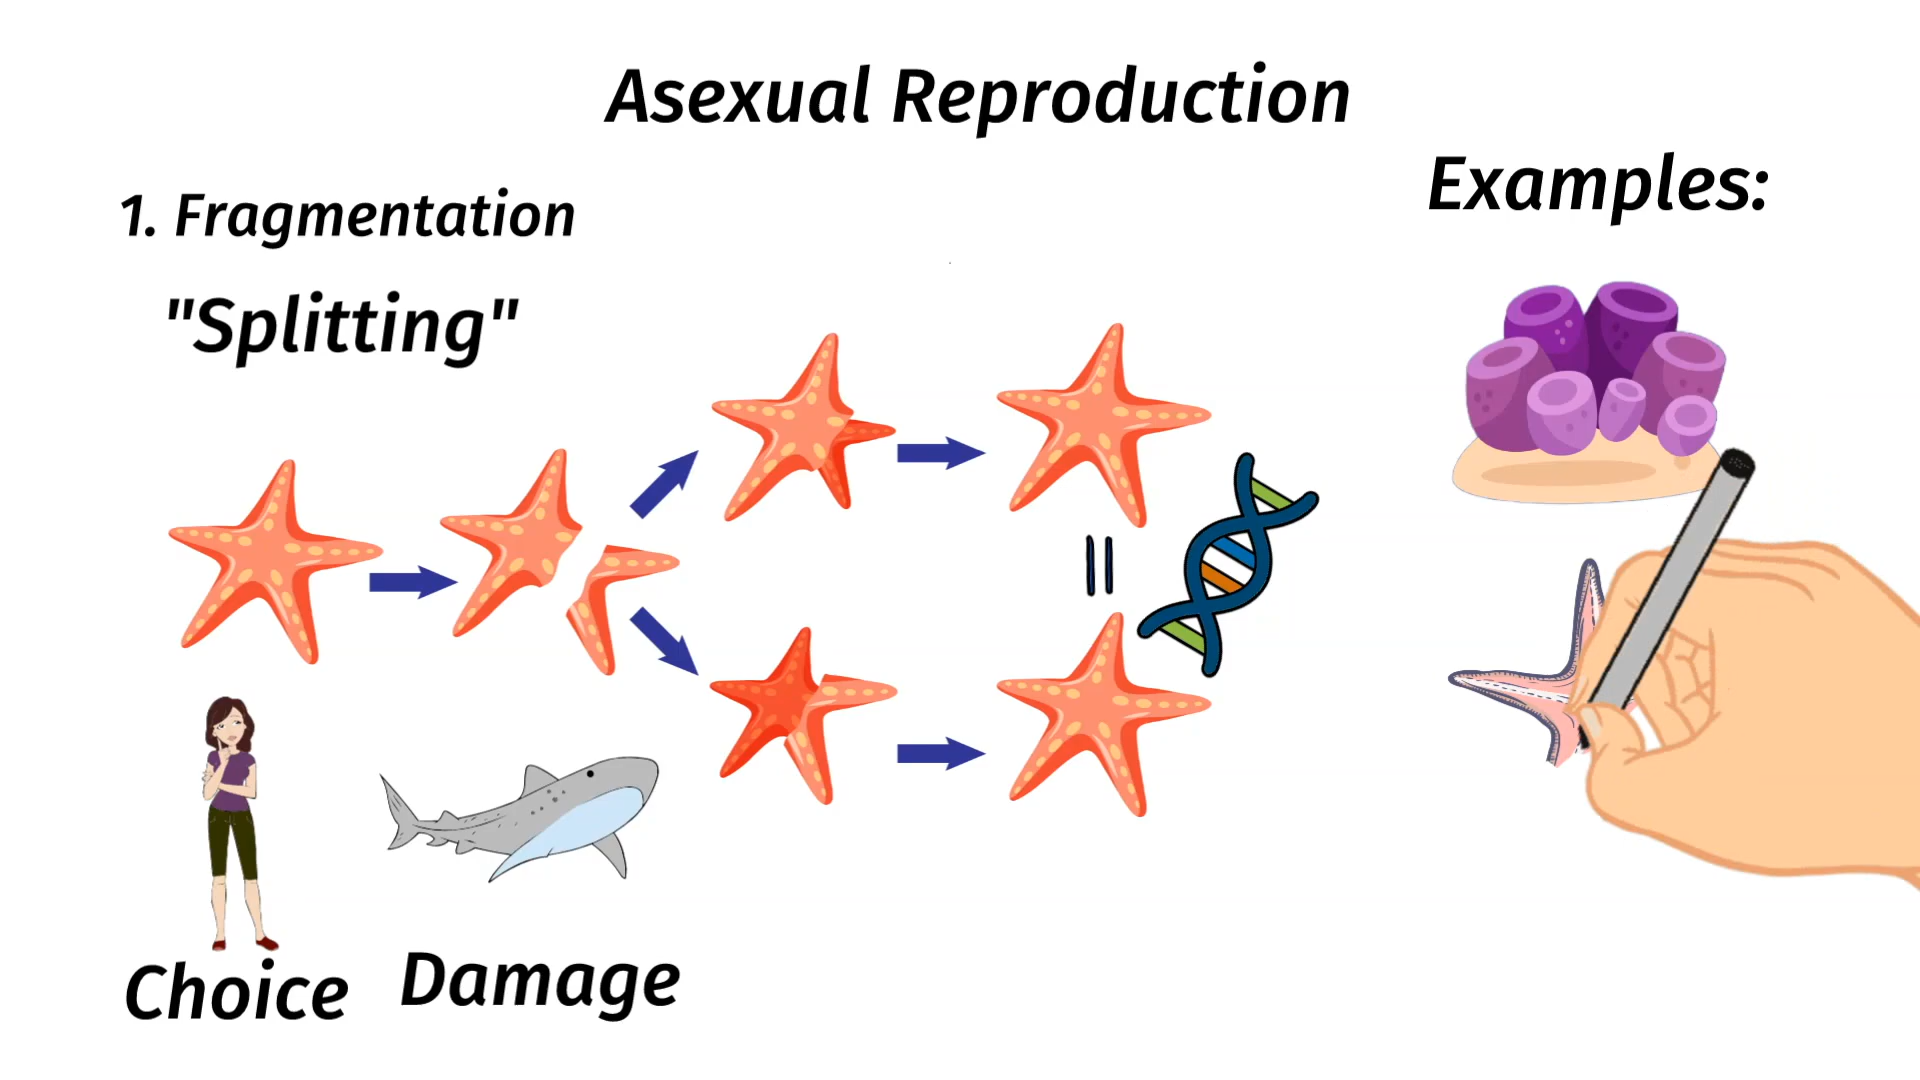 Asexual Reproduction
Examples:
1. Fragmentation
"Splitting"
Choice
Damage